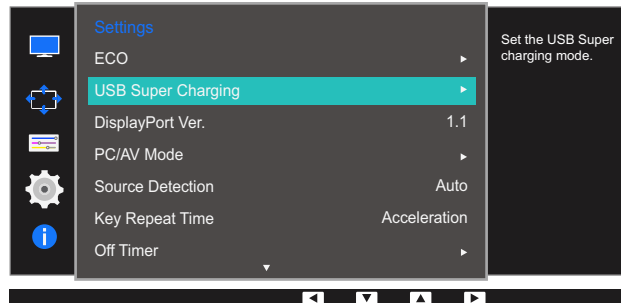 Settings
ECO
USB Super Charging
DisplayPort Ver. 1.1
PC/AV Mode
Source Detection Auto
Key Repeat Time Acceleration
Off Timer
Set the USB Super
charging mode.